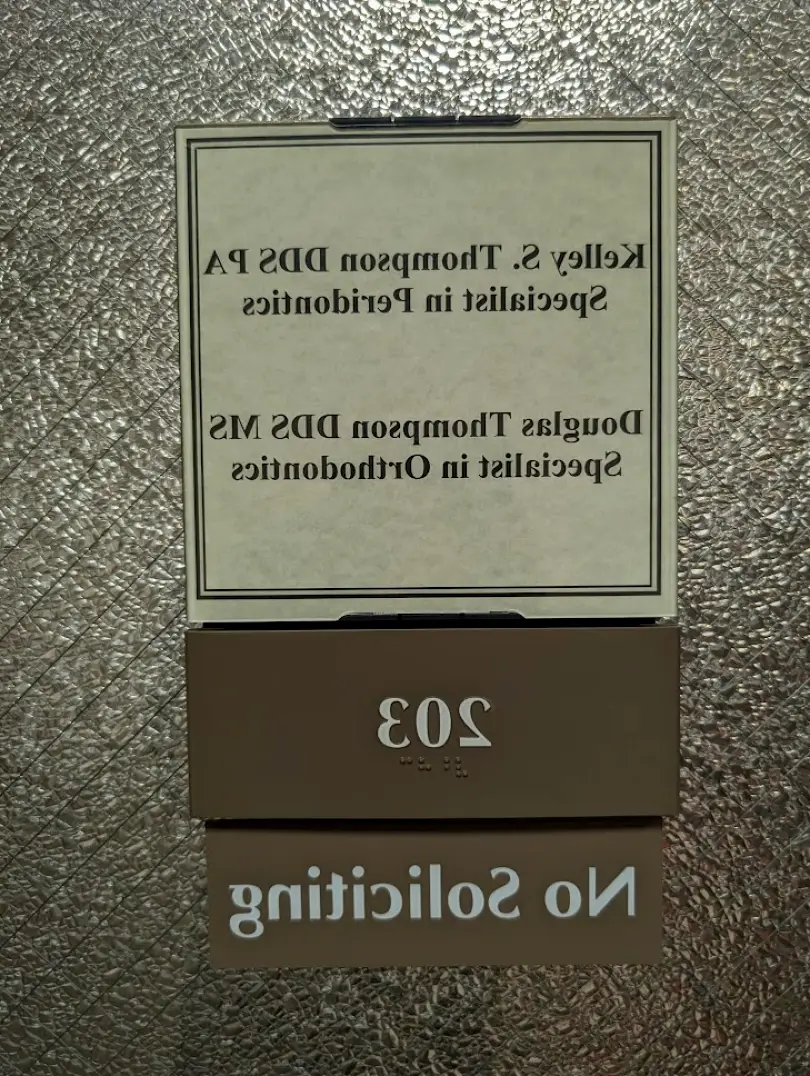 Kelley S. Thompson DDS PA
Specialist in Peridontics
Douglas Thompson DDS MS
Specialist in Orthodontics
203
No Soliciting